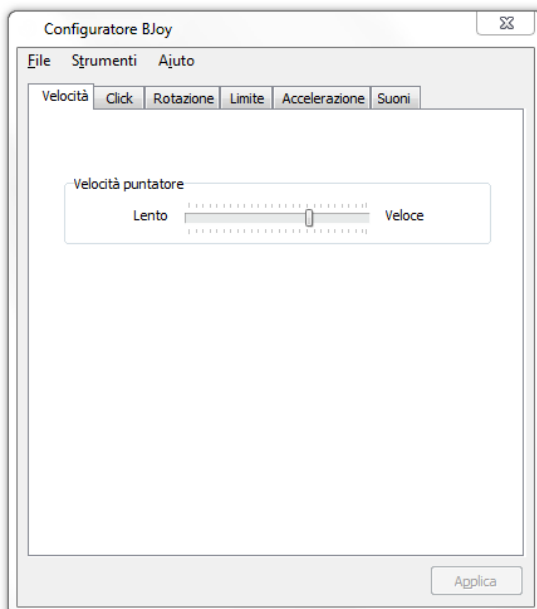 Configuratore BJoy
File Strumenti Aiuto
Velocità Click Rotazione Limite Accelerazione Suoni
Velocità puntatore
Lento Veloce
Applica